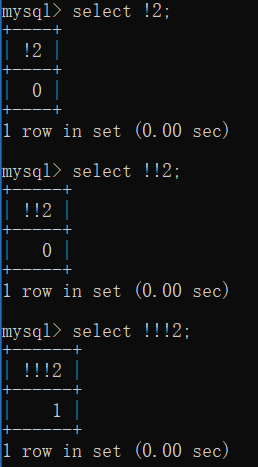 mysql> select !2;
+----+
| !2 |
+----+
|  0 |
+----+
1 row in set (0.00 sec)
mysql> select !!2;
+-----+
| !!2 |
+-----+
|   0 |
+-----+
1 row in set (0.00 sec)
mysql> select !!!2;
+------+
| !!!2 |
+------+
|    1 |
+------+
1 row in set (0.00 sec)